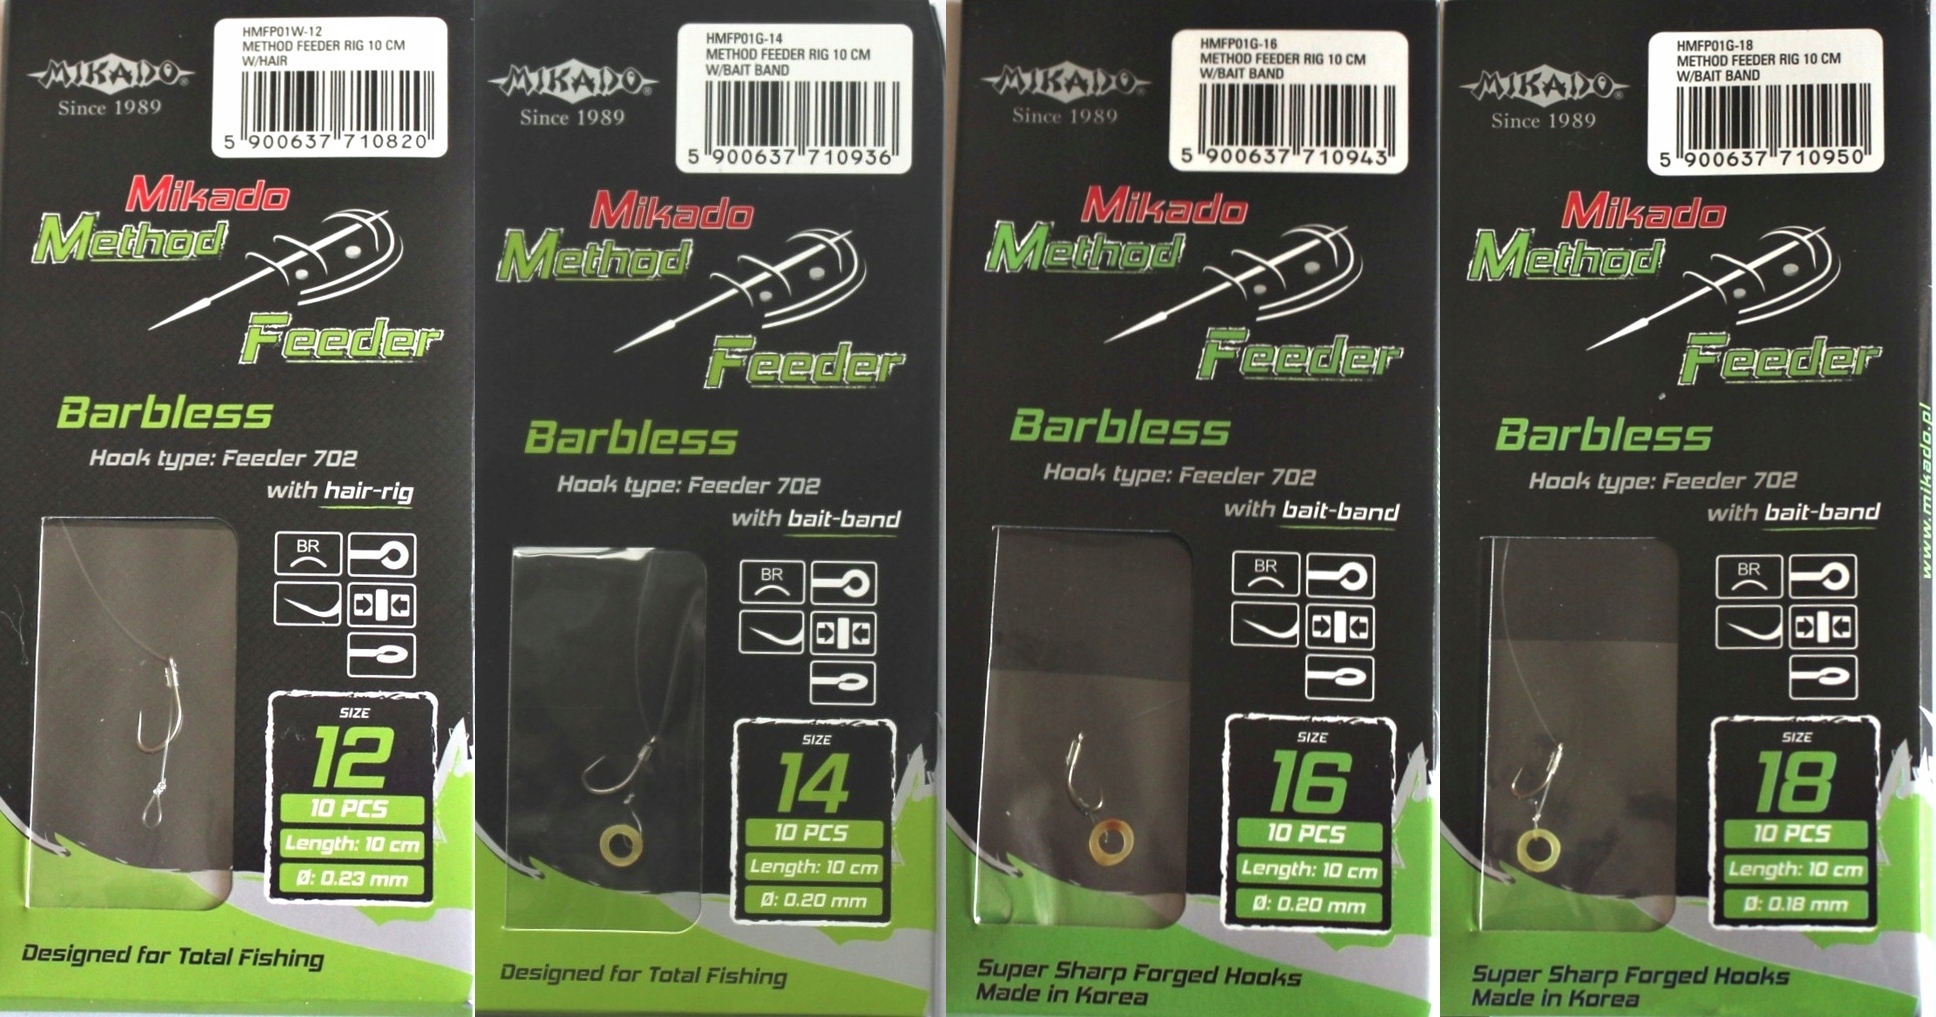 HMFP01W-12
METHOD FEEDER RIG 10 CM
W/HAIR
5 900637 710820
MIKADO®
Since 1989
Mikado
Method
Feeder
Barbless
Hook type: Feeder 702
with hair-rig
BR
SIZE
12
10 PCS
Length: 10 cm
Ø: 0.23 mm
Designed for Total Fishing
HMFP01G-14
METHOD FEEDER RIG 10 CM
W/BAIT BAND
5 900637 710936
MIKADO®
Since 1989
Mikado
Method
Feeder
Barbless
Hook type: Feeder 702
with bait-band
BR
SIZE
14
10 PCS
Length: 10 cm
Ø: 0.20 mm
Designed for Total Fishing
HMFP01G-16
METHOD FEEDER RIG 10 CM
W/BAIT BAND
5 900637 710943
MIKADO®
Since 1989
Mikado
Method
Feeder
Barbless
Hook type: Feeder 702
with bait-band
BR
SIZE
16
10 PCS
Length: 10 cm
Ø: 0.20 mm
Super Sharp Forged Hooks
Made in Korea
HMFP01G-18
METHOD FEEDER RIG 10 CM
W/BAIT BAND
5 900637 710950
MIKADO®
Since 1989
Mikado
Method
Feeder
Barbless
Hook type: Feeder 702
with bait-band
BR
SIZE
18
10 PCS
Length: 10 cm
Ø: 0.18 mm
Super Sharp Forged Hooks
Made in Korea
www.mikado.pl